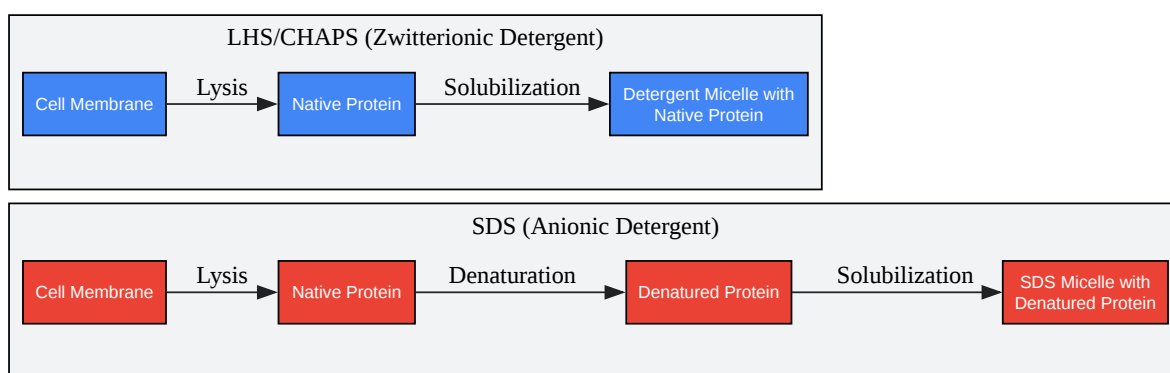 LHS/CHAPS (Zwitterionic Detergent)
Cell Membrane
Lysis
Native Protein
Solubilization
Detergent Micelle with
Native Protein
SDS (Anionic Detergent)
Cell Membrane
Lysis
Native Protein
Denaturation
Denatured Protein
Solubilization
SDS Micelle with
Denatured Protein